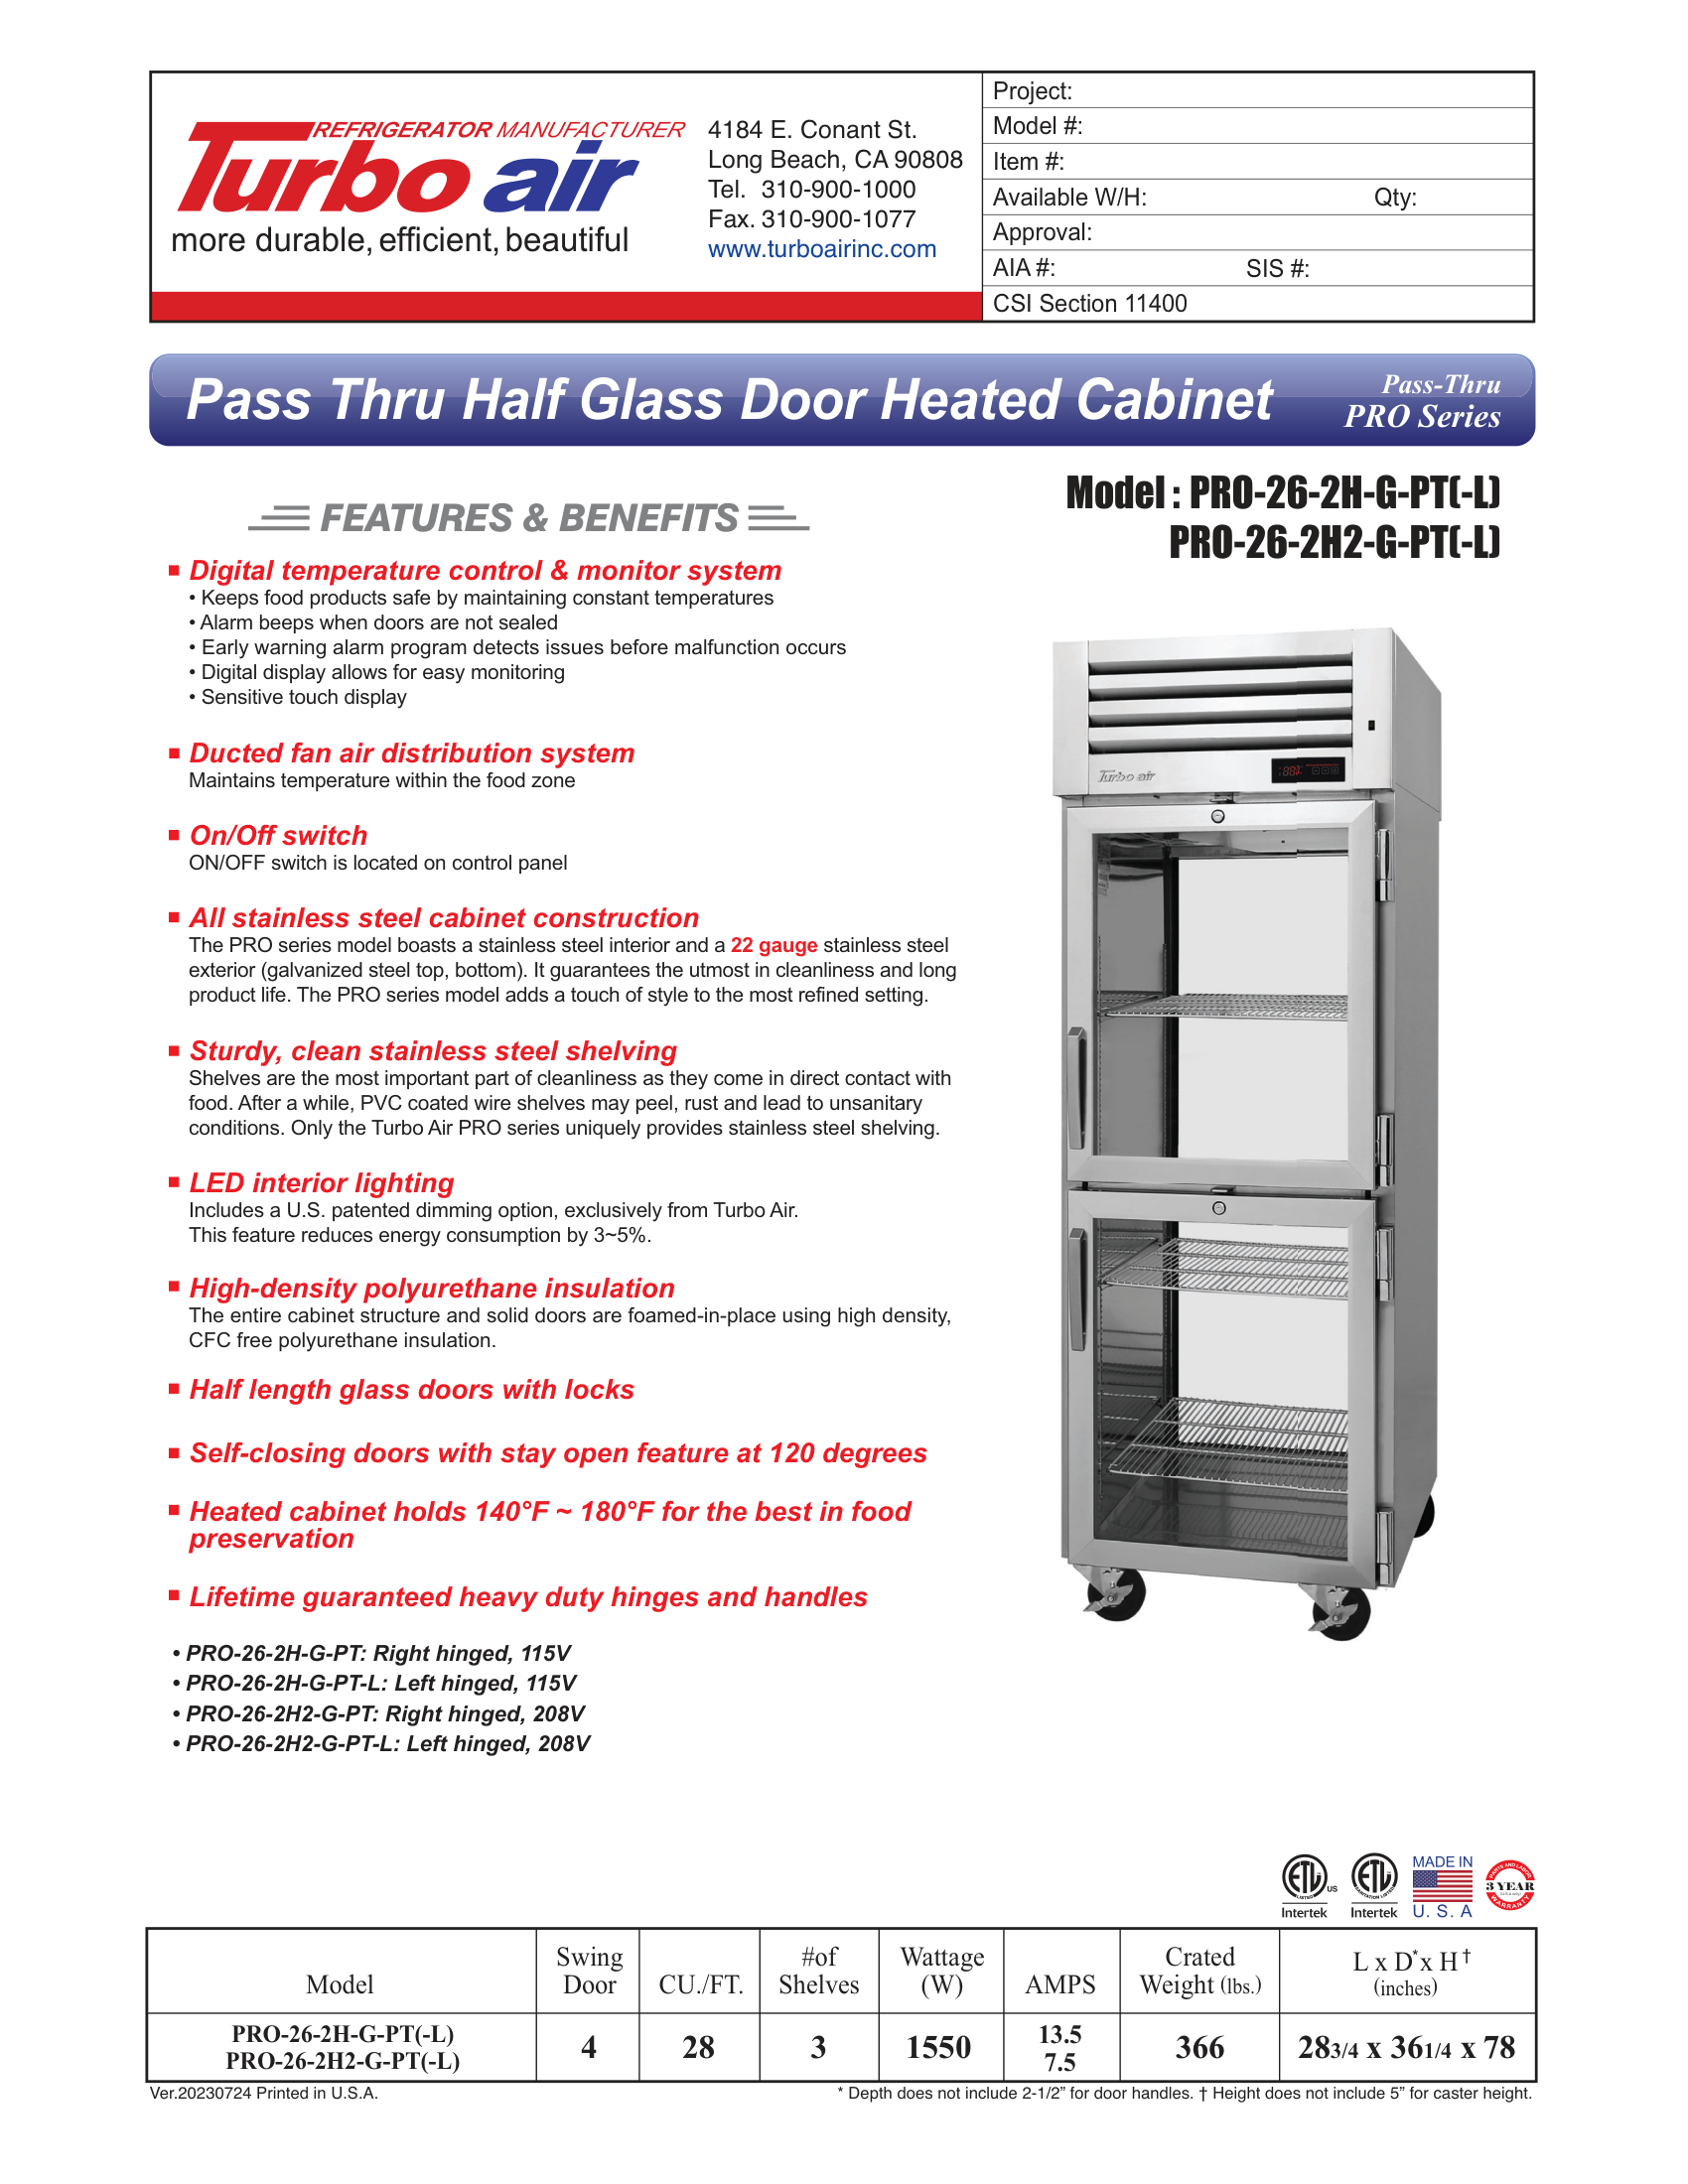 REFRIGERATOR MANUFACTURER
Turbo air
more durable, efficient, beautiful
4184 E. Conant St.
Long Beach, CA 90808
Tel. 310-900-1000
Fax. 310-900-1077
www.turboairinc.com
Project:
Model #:
Item #:
Available W/H: Qty:
Approval:
AIA #: SIS #:
CSI Section 11400
Pass Thru Half Glass Door Heated Cabinet
Pass-Thru
PRO Series
Model : PRO-26-2H-G-PT(-L)
PRO-26-2H2-G-PT(-L)
FEATURES & BENEFITS
Digital temperature control & monitor system
• Keeps food products safe by maintaining constant temperatures
• Alarm beeps when doors are not sealed
• Early warning alarm program detects issues before malfunction occurs
• Digital display allows for easy monitoring
• Sensitive touch display
Ducted fan air distribution system
Maintains temperature within the food zone
On/Off switch
ON/OFF switch is located on control panel
All stainless steel cabinet construction
The PRO series model boasts a stainless steel interior and a 22 gauge stainless steel
exterior (galvanized steel top, bottom). It guarantees the utmost in cleanliness and long
product life. The PRO series model adds a touch of style to the most refined setting.
Sturdy, clean stainless steel shelving
Shelves are the most important part of cleanliness as they come in direct contact with
food. After a while, PVC coated wire shelves may peel, rust and lead to unsanitary
conditions. Only the Turbo Air PRO series uniquely provides stainless steel shelving.
LED interior lighting
Includes a U.S. patented dimming option, exclusively from Turbo Air.
This feature reduces energy consumption by 3~5%.
High-density polyurethane insulation
The entire cabinet structure and solid doors are foamed-in-place using high density,
CFC free polyurethane insulation.
Half length glass doors with locks
Self-closing doors with stay open feature at 120 degrees
Heated cabinet holds 140°F ~ 180°F for the best in food
preservation
Lifetime guaranteed heavy duty hinges and handles
• PRO-26-2H-G-PT: Right hinged, 115V
• PRO-26-2H-G-PT-L: Left hinged, 115V
• PRO-26-2H2-G-PT: Right hinged, 208V
• PRO-26-2H2-G-PT-L: Left hinged, 208V
Turbo air
ETL LISTED US
Intertek
ETL SANITATION LISTED
Intertek
MADE IN
U. S. A
PARTS AND LABOR
3 YEAR
WARRANTY
Model Swing Door CU./FT. #of Shelves Wattage (W) AMPS Crated Weight (lbs.) L x D* x H† (inches)
PRO-26-2H-G-PT(-L)
PRO-26-2H2-G-PT(-L)
4 28 3 1550 13.5 7.5 366 28 3/4 x 36 1/4 x 78
Ver.20230724 Printed in U.S.A.
* Depth does not include 2-1/2” for door handles. † Height does not include 5” for caster height.